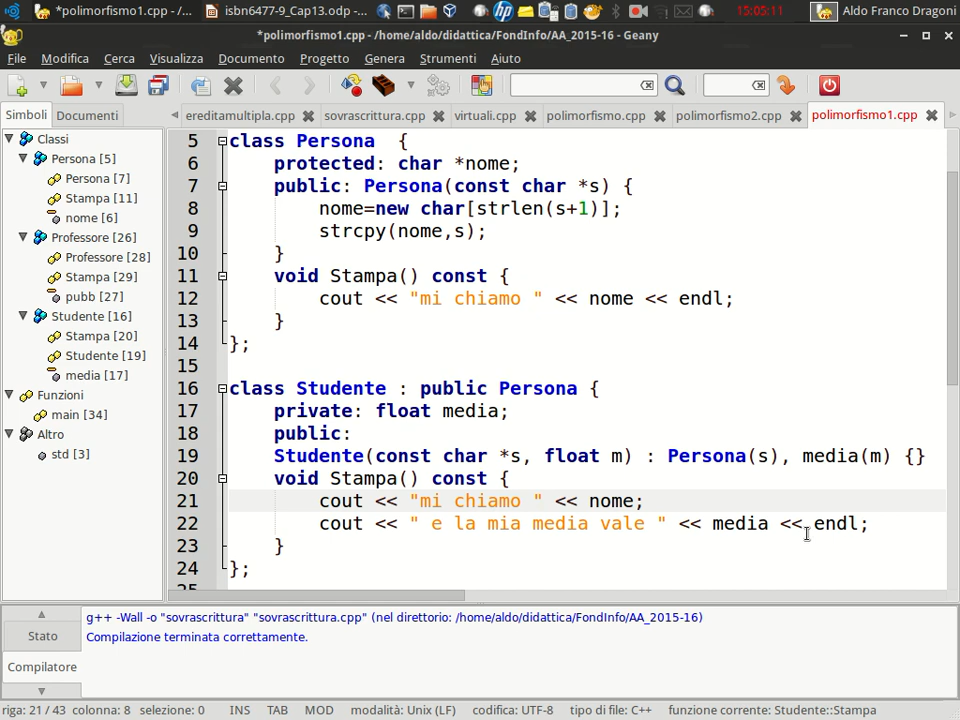 *polimorfismo1.cpp - /...
isbn6477-9_Cap13.odp -...
15:05:11
Aldo Franco Dragoni
*polimorfismo1.cpp - /home/aldo/didattica/FondInfo/AA_2015-16 - Geany
File Modifica Cerca Visualizza Documento Progetto Genera Strumenti Aiuto
Simboli Documenti
ereditamultipla.cpp sovrascrittura.cpp virtuali.cpp polimorfismo.cpp polimorfismo2.cpp polimorfismo1.cpp
Classi
Persona [5]
Persona [7]
Stampa [11]
nome [6]
Professore [26]
Professore [28]
Stampa [29]
pubb [27]
Studente [16]
Stampa [20]
Studente [19]
media [17]
Funzioni
main [34]
Altro
std [3]
5 class Persona  {
6     protected: char *nome;
7     public: Persona(const char *s) {
8         nome=new char[strlen(s+1)];
9         strcpy(nome,s);
10     }
11     void Stampa() const {
12         cout << "mi chiamo " << nome << endl;
13     }
14 };
15
16 class Studente : public Persona {
17     private: float media;
18     public:
19     Studente(const char *s, float m) : Persona(s), media(m) {}
20     void Stampa() const {
21         cout << "mi chiamo " << nome;
22         cout << " e la mia media vale " << media << endl;
23     }
24 };
25
Stato
Compilatore
g++ -Wall -o "sovrascrittura" "sovrascrittura.cpp" (nel direttorio: /home/aldo/didattica/FondInfo/AA_2015-16)
Compilazione terminata correttamente.
riga: 21 / 43 colonna: 8 selezione: 0 INS TAB MOD modalità: Unix (LF) codifica: UTF-8 tipo di file: C++ funzione corrente: Studente::Stampa